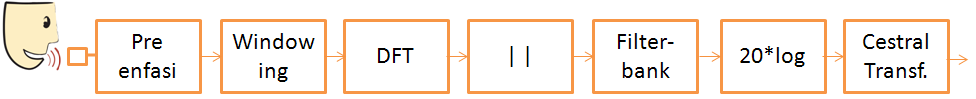 Pre
enfasi
Window
ing
DFT
| |
Filter-
bank
20*log
Cestral
Transf.